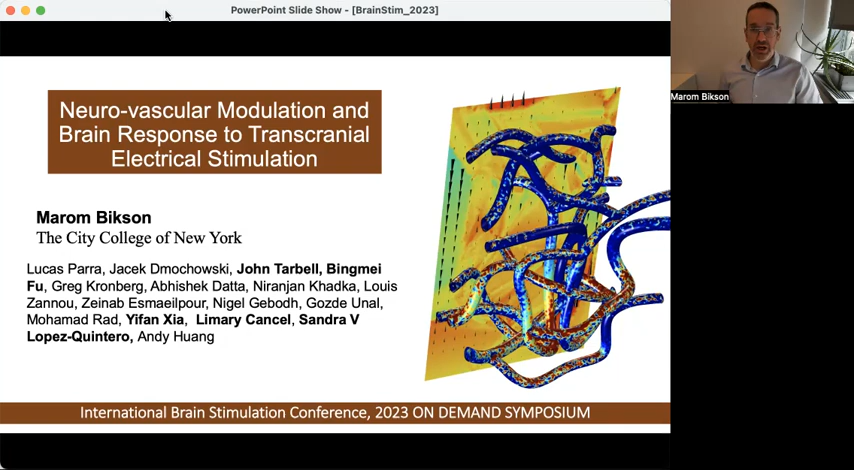 PowerPoint Slide Show - [BrainStim_2023]
Neuro-vascular Modulation and
Brain Response to Transcranial
Electrical Stimulation
Marom Bikson
The City College of New York
Lucas Parra, Jacek Dmochowski, John Tarbell, Bingmei
Fu, Greg Kronberg, Abhishek Datta, Niranjan Khadka, Louis
Zannou, Zeinab Esmaeilpour, Nigel Gebodh, Gozde Unal,
Mohamad Rad, Yifan Xia, Limary Cancel, Sandra V
Lopez-Quintero, Andy Huang
International Brain Stimulation Conference, 2023 ON DEMAND SYMPOSIUM
Marom Bikson